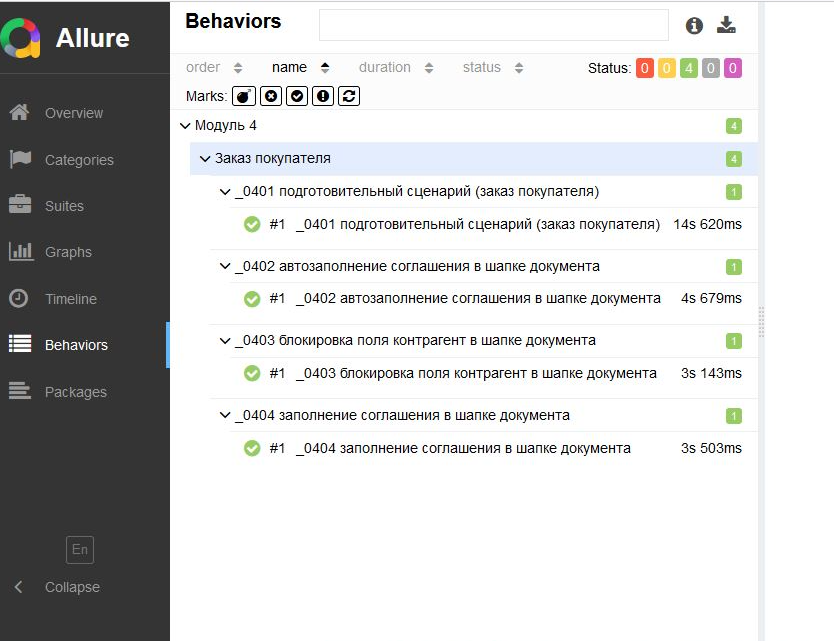 Allure
Overview
Categories
Suites
Graphs
Timeline
Behaviors
Packages
En
Collapse
Behaviors
order name duration status Status: 0 0 4 0 0
Marks:
Модуль 4 4
Заказ покупателя 4
_0401 подготовительный сценарий (заказ покупателя) 1
#1 _0401 подготовительный сценарий (заказ покупателя) 14s 620ms
_0402 автозаполнение соглашения в шапке документа 1
#1 _0402 автозаполнение соглашения в шапке документа 4s 679ms
_0403 блокировка поля контрагент в шапке документа 1
#1 _0403 блокировка поля контрагент в шапке документа 3s 143ms
_0404 заполнение соглашения в шапке документа 1
#1 _0404 заполнение соглашения в шапке документа 3s 503ms